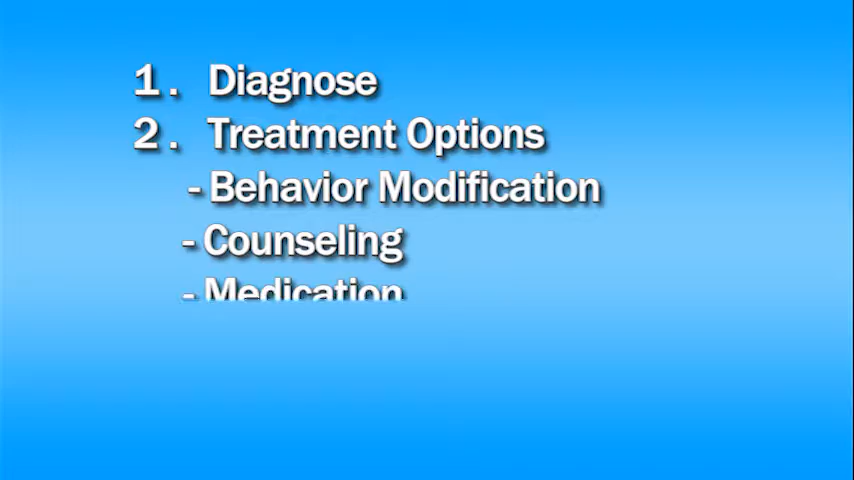 1. Diagnose
2. Treatment Options
- Behavior Modification
- Counseling
- Medication